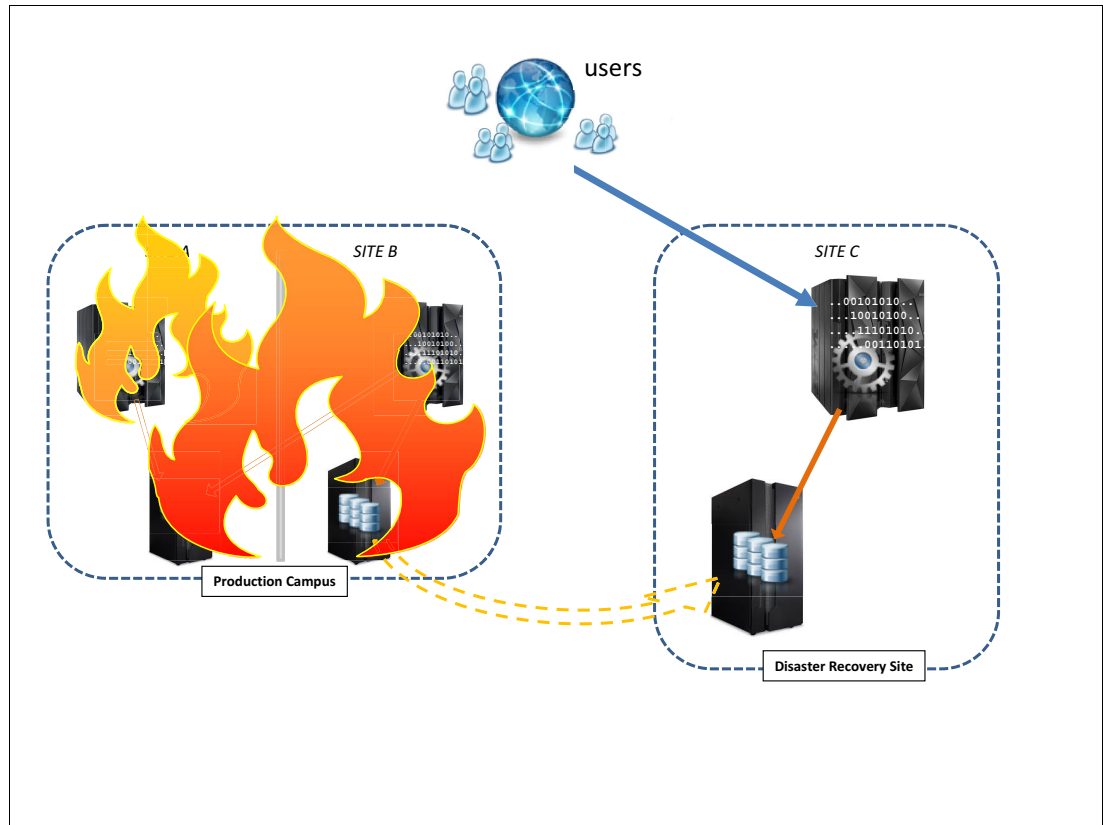 users
SITE B
SITE C
..00101010..
...10010100..
....11101010..
00110101
Production Campus
Disaster Recovery Site